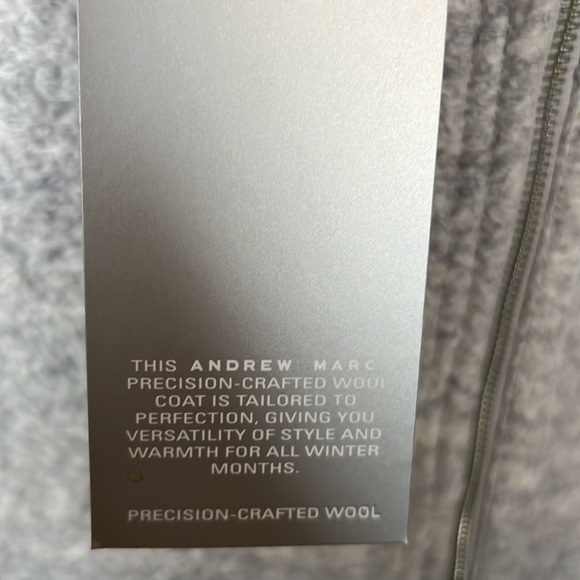 THIS ANDREW MARC
PRECISION-CRAFTED WOOL
COAT IS TAILORED TO
PERFECTION, GIVING YOU
VERSATILITY OF STYLE AND
WARMTH FOR ALL WINTER
MONTHS.
PRECISION-CRAFTED WOOL